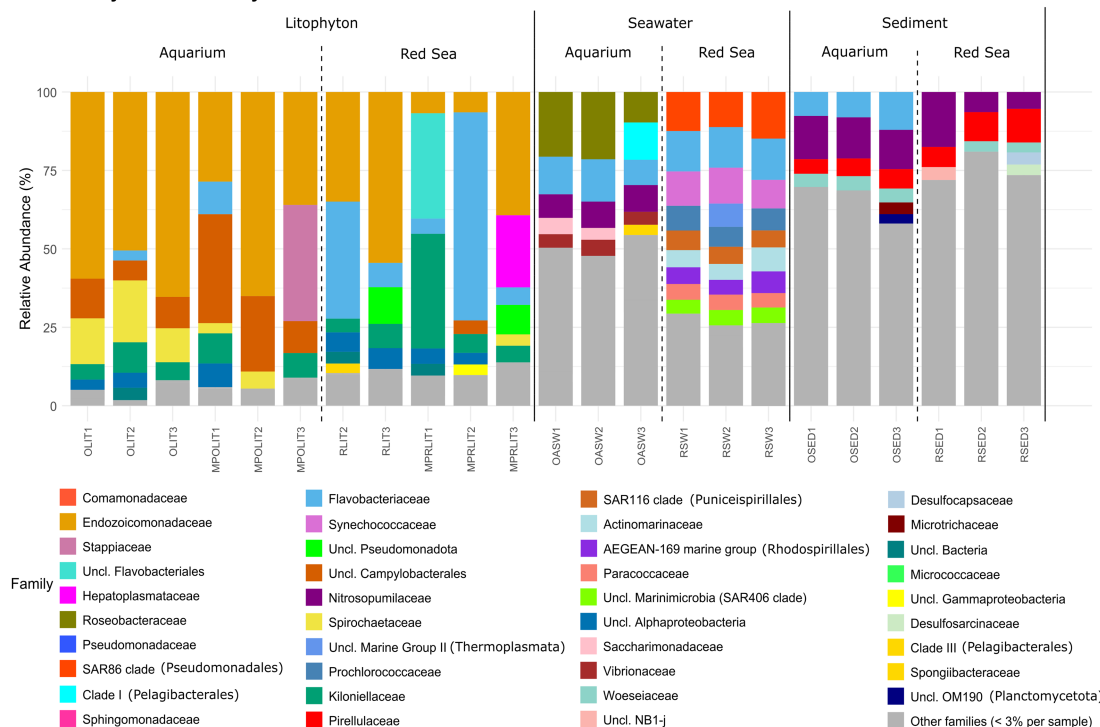 Litophyton
Seawater
Sediment
Aquarium
Red Sea
Aquarium
Red Sea
Aquarium
Red Sea
Relative Abundance (%)
100
75
50
25
0
OLIT1
OLIT2
OLIT3
MPOLIT1
MPOLIT2
MPOLIT3
RLIT2
RLIT3
MPRLIT1
MPRLIT2
MPRLIT3
OASW1
OASW2
OASW3
RSW1
RSW2
RSW3
OSED1
OSED2
OSED3
RSED1
RSED2
RSED3
Family
Comamonadaceae
Endozoicomonadaceae
Stappiaceae
Uncl. Flavobacteriales
Hepatoplasmataceae
Roseobacteraceae
Pseudomonadaceae
SAR86 clade (Pseudomonadales)
Clade I (Pelagibacterales)
Sphingomonadaceae
Flavobacteriaceae
Synechococcaceae
Uncl. Pseudomonadota
Uncl. Campylobacterales
Nitrosopumilaceae
Spirochaetaceae
Uncl. Marine Group II (Thermoplasmata)
Prochlorococcaceae
Kiloniellaceae
Pirellulaceae
SAR116 clade (Puniceispirillales)
Actinomarinaceae
AEGEAN-169 marine group (Rhodospirillales)
Paracoccaceae
Uncl. Marinimicrobia (SAR406 clade)
Uncl. Alphaproteobacteria
Saccharimonadaceae
Vibrionaceae
Woeseiaceae
Uncl. NB1-j
Desulfocapsaceae
Microtrichaceae
Uncl. Bacteria
Micrococcaceae
Uncl. Gammaproteobacteria
Desulfosarcinaceae
Clade III (Pelagibacterales)
Spongiibacteraceae
Uncl. OM190 (Planctomycetota)
Other families (< 3% per sample)